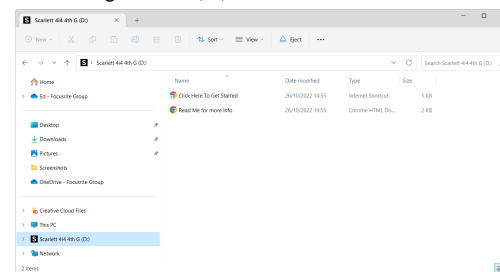 Scarlett 4i4 4th G (D:)
New
Sort
View
Eject
Scarlett 4i4 4th G (D:)
Search Scarlett 4i4 4th G (D:)
Home
Ed - Focusrite Group
Desktop
Downloads
Pictures
Screenshots
OneDrive - Focusrite Group
Creative Cloud Files
This PC
Scarlett 4i4 4th G (D:)
Network
Name Date modified Type Size
Click Here To Get Started 26/10/2022 14:55 Internet Shortcut 1 KB
Read Me for more Info 26/10/2022 14:55 Chrome HTML Do... 2 KB
2 items